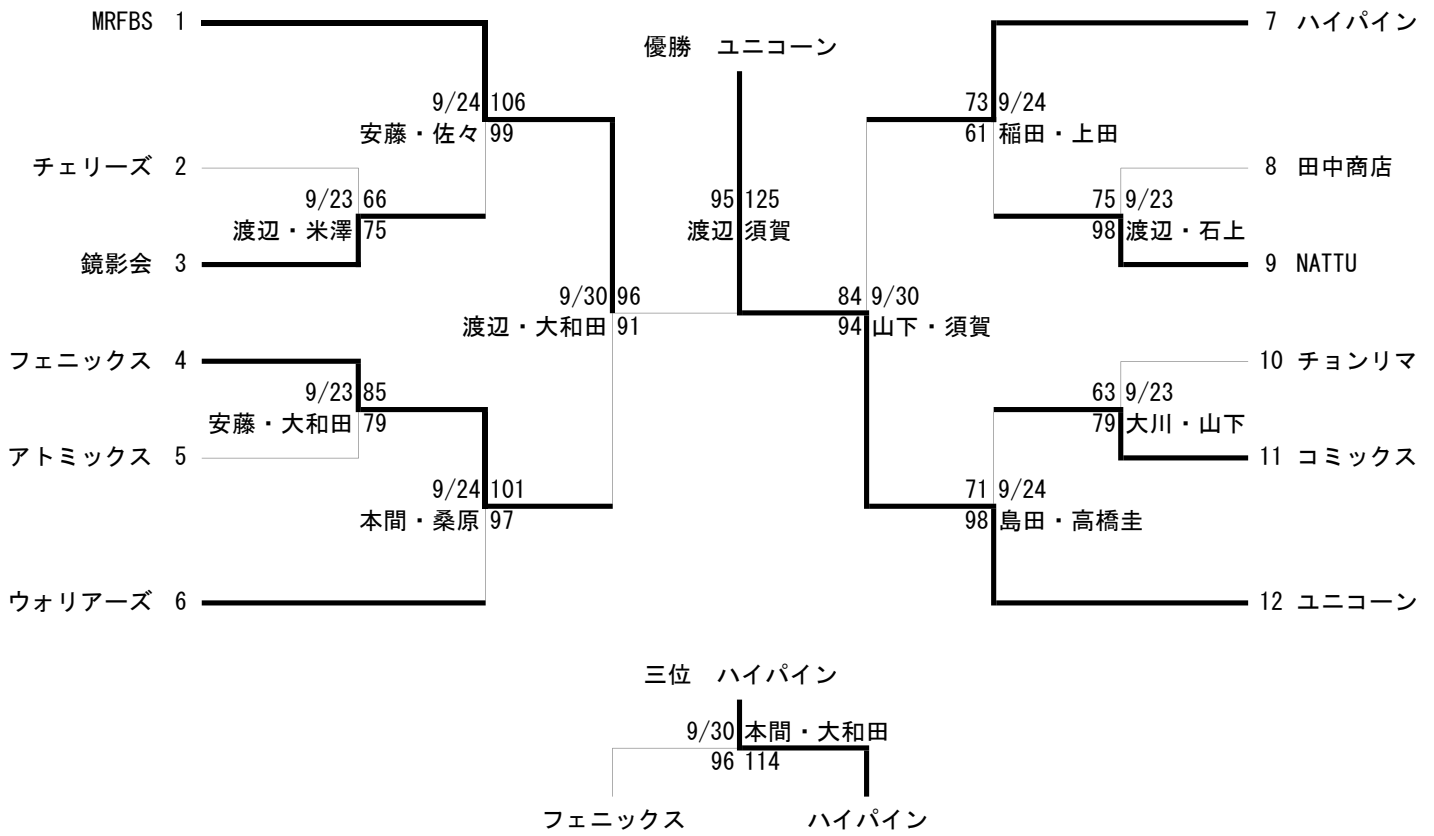 MRFBS 1
7 ハイパイン
優勝 ユニコーン
9/24 106
安藤・佐々 99
73 9/24
61 稲田・上田
チェリーズ 2
8 田中商店
9/23 66
渡辺・米澤 75
95 125
渡辺 須賀
75 9/23
98 渡辺・石上
鏡影会 3
9 NATTU
9/30 96
渡辺・大和田 91
84 9/30
94 山下・須賀
フェニックス 4
10 チョンリマ
9/23 85
安藤・大和田 79
63 9/23
79 大川・山下
アトミックス 5
11 コミックス
9/24 101
本間・桑原 97
71 9/24
98 島田・高橋圭
ウォリアーズ 6
12 ユニコーン
三位 ハイパイン
9/30 本間・大和田
96 114
フェニックス ハイパイン